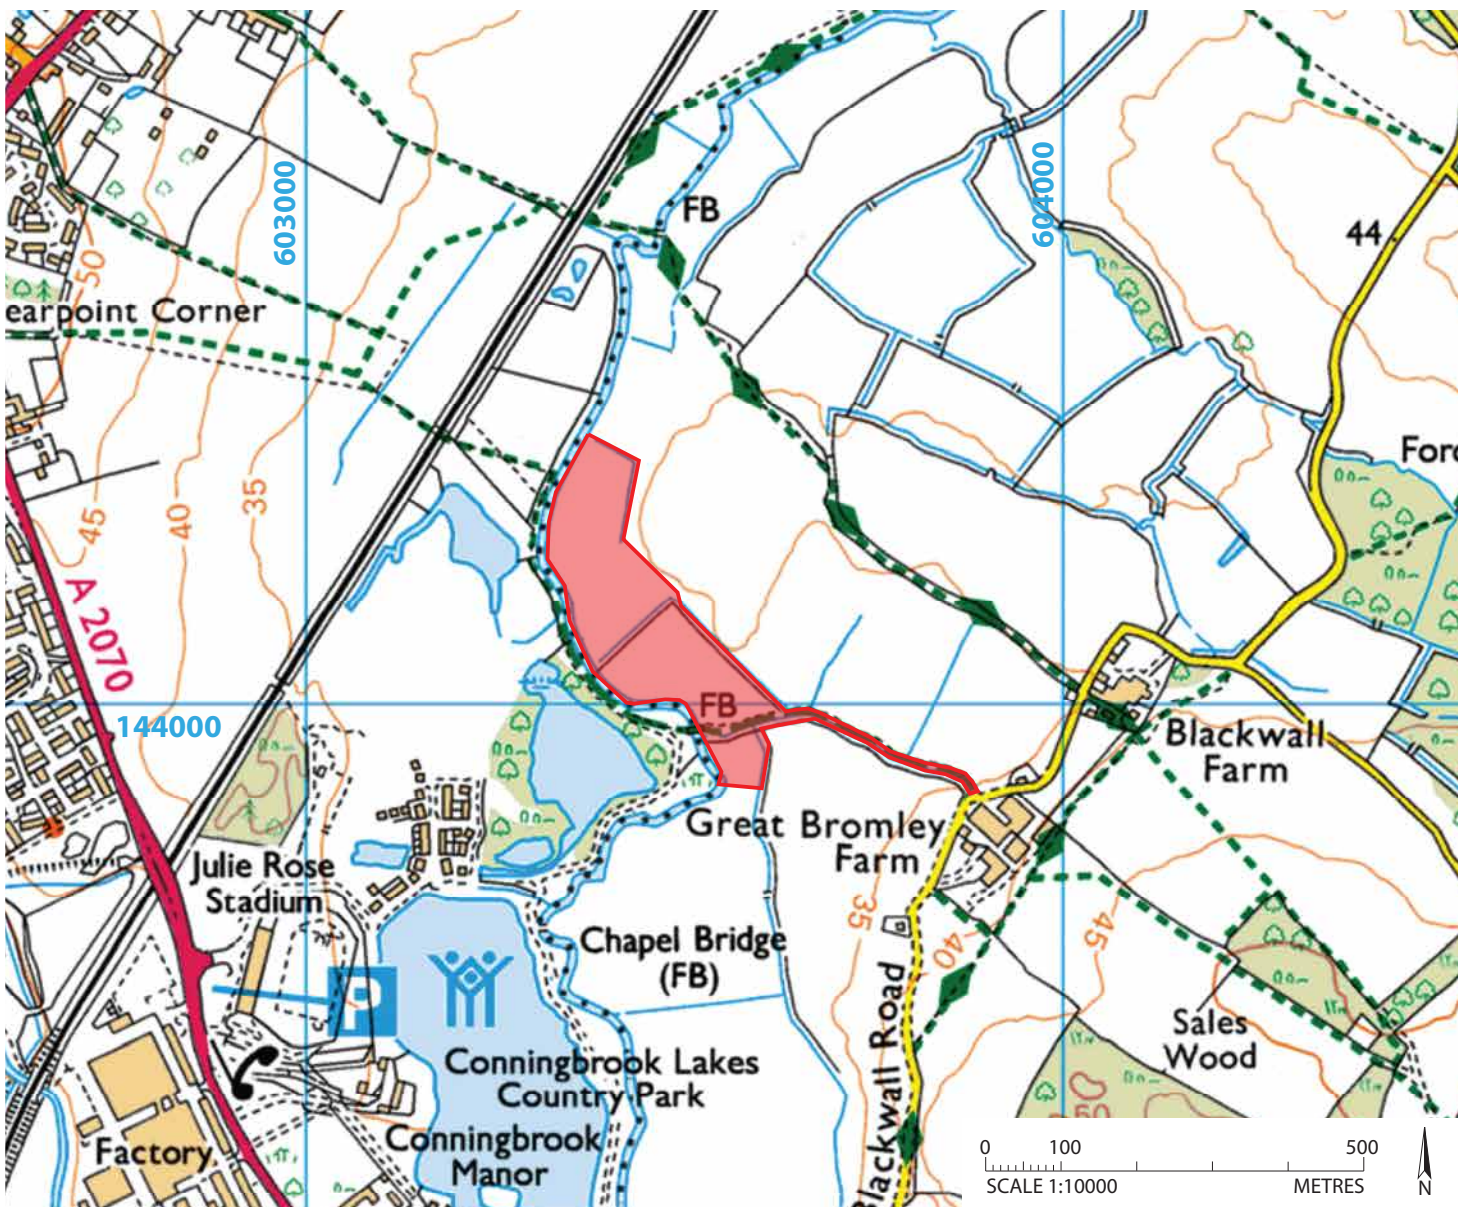 FB
603000
604000
44
50
earpoint Corner
Ford
45
40
35
A 2070
144000
FB
Blackwall
Farm
Great Bromley
Farm
Julie Rose
Stadium
35
40
45
Chapel Bridge
(FB)
P
Sales
Wood
Conningbrook Lakes
Country Park
Blackwall Road
50
Conningbrook
Manor
Factory
0 100 500
SCALE 1:10000 METRES
N